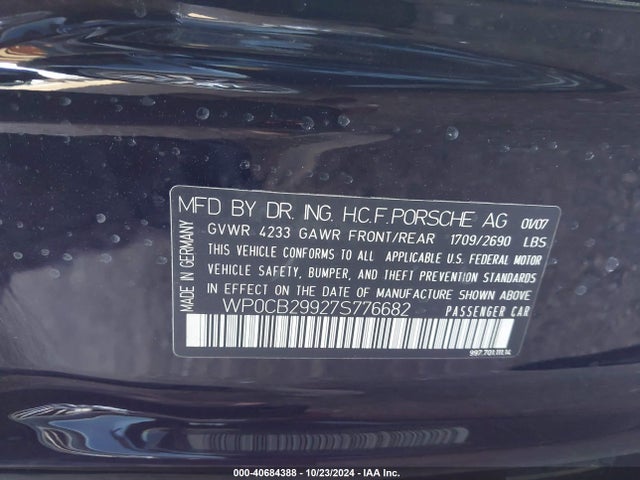 MFD BY DR. ING. H.C.F. PORSCHE AG 01/07
GVWR 4233 GAWR FRONT/REAR 1709/2690 LBS
THIS VEHICLE CONFORMS TO ALL APPLICABLE U.S. FEDERAL MOTOR
VEHICLE SAFETY, BUMPER, AND THEFT PREVENTION STANDARDS
IN EFFECT ON THE DATE OF MANUFACTURE SHOWN ABOVE
WP0CB29927S776682 PASSENGER CAR
997.701.111.14
MADE IN GERMANY
000-40684388 - 10/23/2024 - IAA Inc.